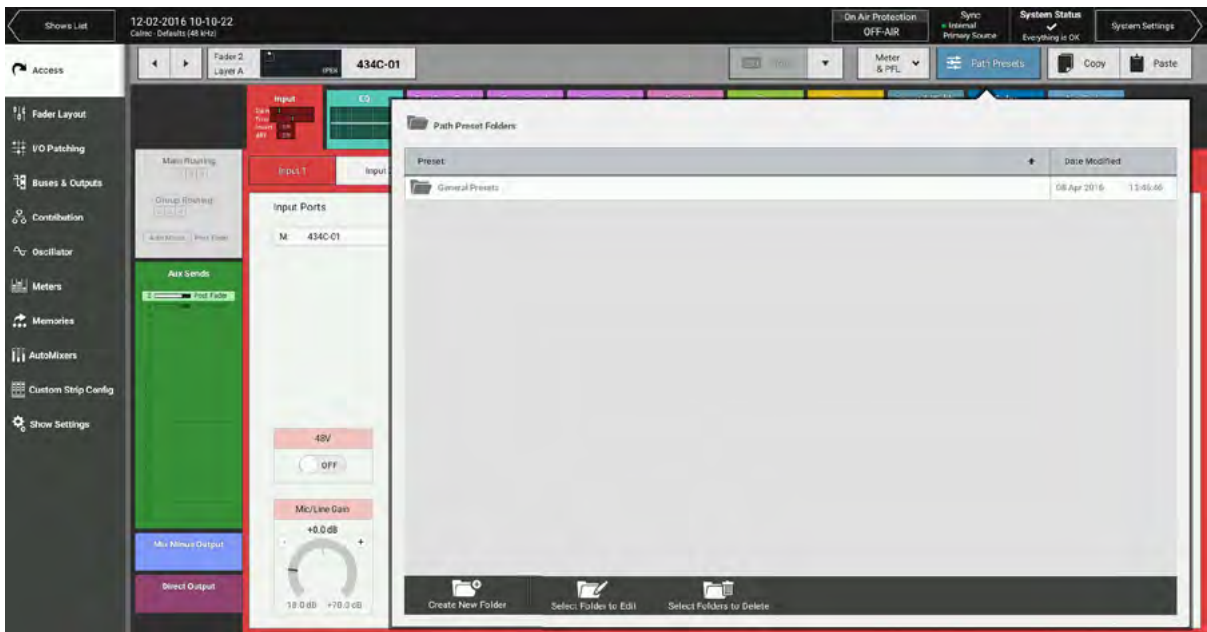 Shows List
12-02-2016 10-10-22
Calrec - Defaults (48 kHz)
On Air Protection
OFF-AIR
Sync
Internal
Primary Source
System Status
Everything is OK
System Settings
Access
Fader 2
Layer A
OPEN
434C-01
Meter
& PFL
Path Presets
Copy
Paste
Fader Layout
I/O Patching
Buses & Outputs
Contribution
Oscillator
Meters
Memories
AutoMixers
Custom Strip Config
Show Settings
Input
EQ
Main Routing
Group Routing
Aux Sends
2 Post Fader
Mix Minus Output
Direct Output
Input 1
Input
Input Ports
M: 434C-01
48V
OFF
Mic/Line Gain
+0.0 dB
- +
18.0 dB +70.0 dB
Path Preset Folders
Preset
Date Modified
General Presets
08 Apr 2016 13:46:46
Create New Folder
Select Folder to Edit
Select Folders to Delete